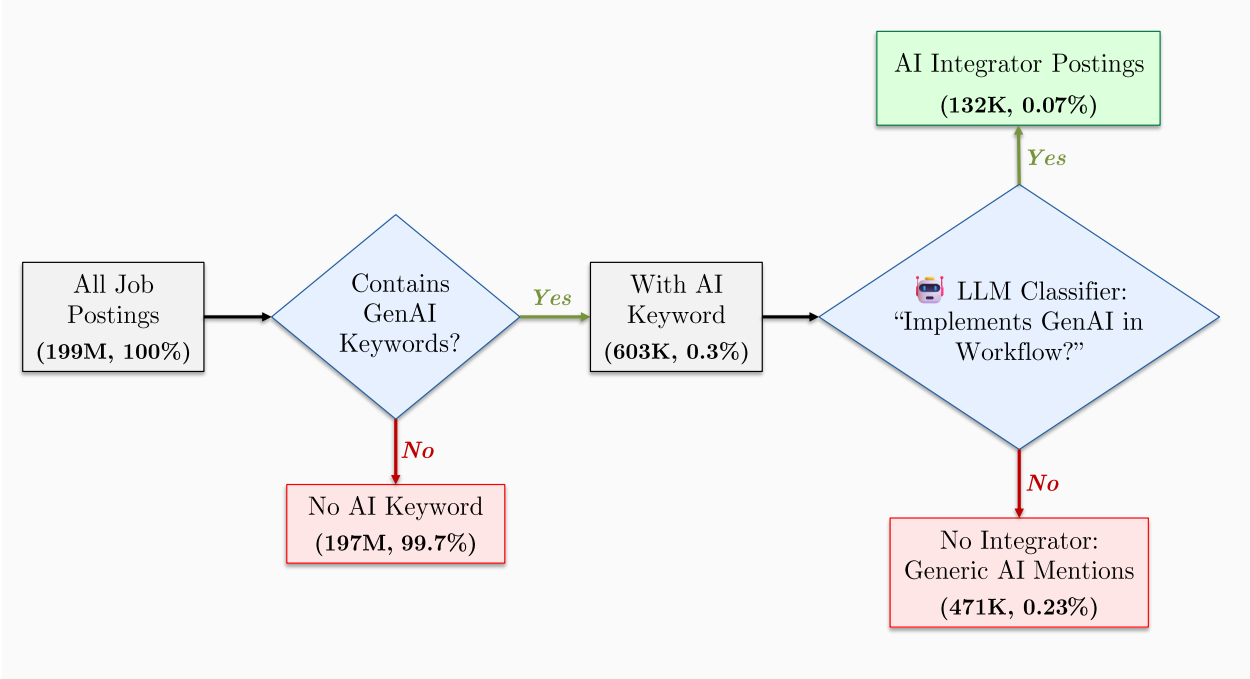 All Job
Postings
(199M, 100%)
Contains
GenAI
Keywords?
Yes
No
No AI Keyword
(197M, 99.7%)
With AI
Keyword
(603K, 0.3%)
LLM Classifier:
“Implements GenAI in
Workflow?”
Yes
AI Integrator Postings
(132K, 0.07%)
No
No Integrator:
Generic AI Mentions
(471K, 0.23%)